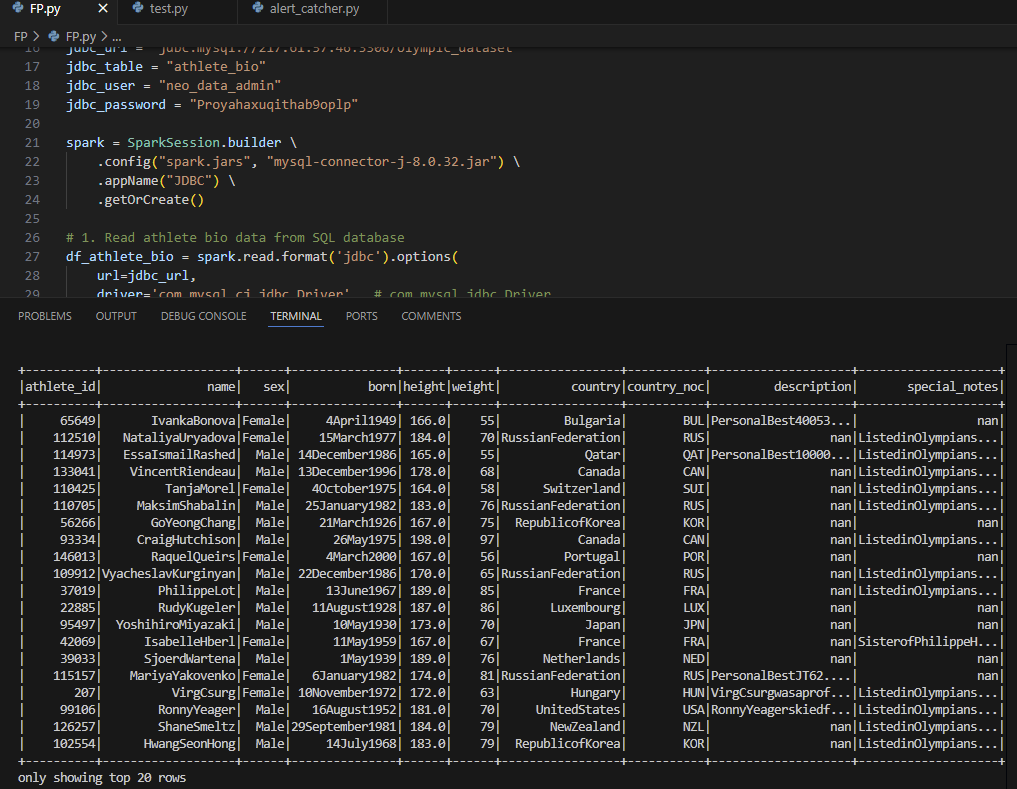 FP.py ✕ test.py alert_catcher.py
FP > FP.py > ...
16 jdbc_url = "jdbc:mysql://217.61.57.46:3306/olympic_dataset"
17 jdbc_table = "athlete_bio"
18 jdbc_user = "neo_data_admin"
19 jdbc_password = "Proyahaxuqithab9oplp"
20
21 spark = SparkSession.builder \
22 .config("spark.jars", "mysql-connector-j-8.0.32.jar") \
23 .appName("JDBC") \
24 .getOrCreate()
25
26 # 1. Read athlete bio data from SQL database
27 df_athlete_bio = spark.read.format('jdbc').options(
28 url=jdbc_url,
29 driver='com.mysql.cj.jdbc.Driver', # com.mysql.jdbc.Driver
PROBLEMS OUTPUT DEBUG CONSOLE TERMINAL PORTS COMMENTS
+----------+------------------+------+---------------+------+------+-----------------+-----------+------------------+------------------+
|athlete_id| name| sex| born|height|weight| country|country_noc| description| special_notes|
+----------+------------------+------+---------------+------+------+-----------------+-----------+------------------+------------------+
| 65649| IvankaBonova|Female| 4April1949| 166.0| 55| Bulgaria| BUL|PersonalBest40053...| nan|
| 112510| NataliyaUryadova|Female| 15March1977| 184.0| 70|RussianFederation| RUS| nan|ListedinOlympians...|
| 114973| EssaIsmailRashed| Male|14December1986| 165.0| 55| Qatar| QAT|PersonalBest10000...|ListedinOlympians...|
| 133041| VincentRiendeau| Male|13December1996| 178.0| 68| Canada| CAN| nan|ListedinOlympians...|
| 110425| TanjaMorel|Female| 4October1975| 164.0| 58| Switzerland| SUI| nan|ListedinOlympians...|
| 110705| MaksimShabalin| Male| 25January1982| 183.0| 76|RussianFederation| RUS| nan|ListedinOlympians...|
| 56266| GoYeongChang| Male| 21March1926| 167.0| 75| RepublicofKorea| KOR| nan| nan|
| 93334| CraigHutchison| Male| 26May1975| 198.0| 97| Canada| CAN| nan|ListedinOlympians...|
| 146013| RaquelQueirs|Female| 4March2000| 167.0| 56| Portugal| POR| nan| nan|
| 109912|VyacheslavKurginyan| Male| 22December1986| 170.0| 65|RussianFederation| RUS| nan|ListedinOlympians...|
| 37019| PhilippeLot| Male| 13June1967| 189.0| 85| France| FRA| nan|ListedinOlympians...|
| 22885| RudyKugeler| Male| 11August1928| 187.0| 86| Luxembourg| LUX| nan| nan|
| 95497| YoshihiroMiyazaki| Male| 10May1930| 173.0| 70| Japan| JPN| nan| nan|
| 42069| IsabelleHberl|Female| 11May1959| 167.0| 67| France| FRA| nan|SisterofPhilippeH...|
| 39033| SjoerdWartena| Male| 1May1939| 189.0| 76| Netherlands| NED| nan| nan|
| 115157| MariyaYakovenko|Female| 6January1982| 174.0| 81|RussianFederation| RUS|PersonalBestJT62....| nan|
| 207| VirgCsurg|Female|10November1972| 172.0| 63| Hungary| HUN|VirgCsurgwasaprof...|ListedinOlympians...|
| 99106| RonnyYeager| Male| 16August1952| 181.0| 70| UnitedStates| USA|RonnyYeagerskiedf...|ListedinOlympians...|
| 126257| ShaneSmeltz| Male|29September1981| 184.0| 79| NewZealand| NZL| nan|ListedinOlympians...|
| 102554| HwangSeonHong| Male| 14July1968| 183.0| 79| RepublicofKorea| KOR| nan|ListedinOlympians...|
+----------+------------------+------+---------------+------+------+-----------------+-----------+------------------+------------------+
only showing top 20 rows